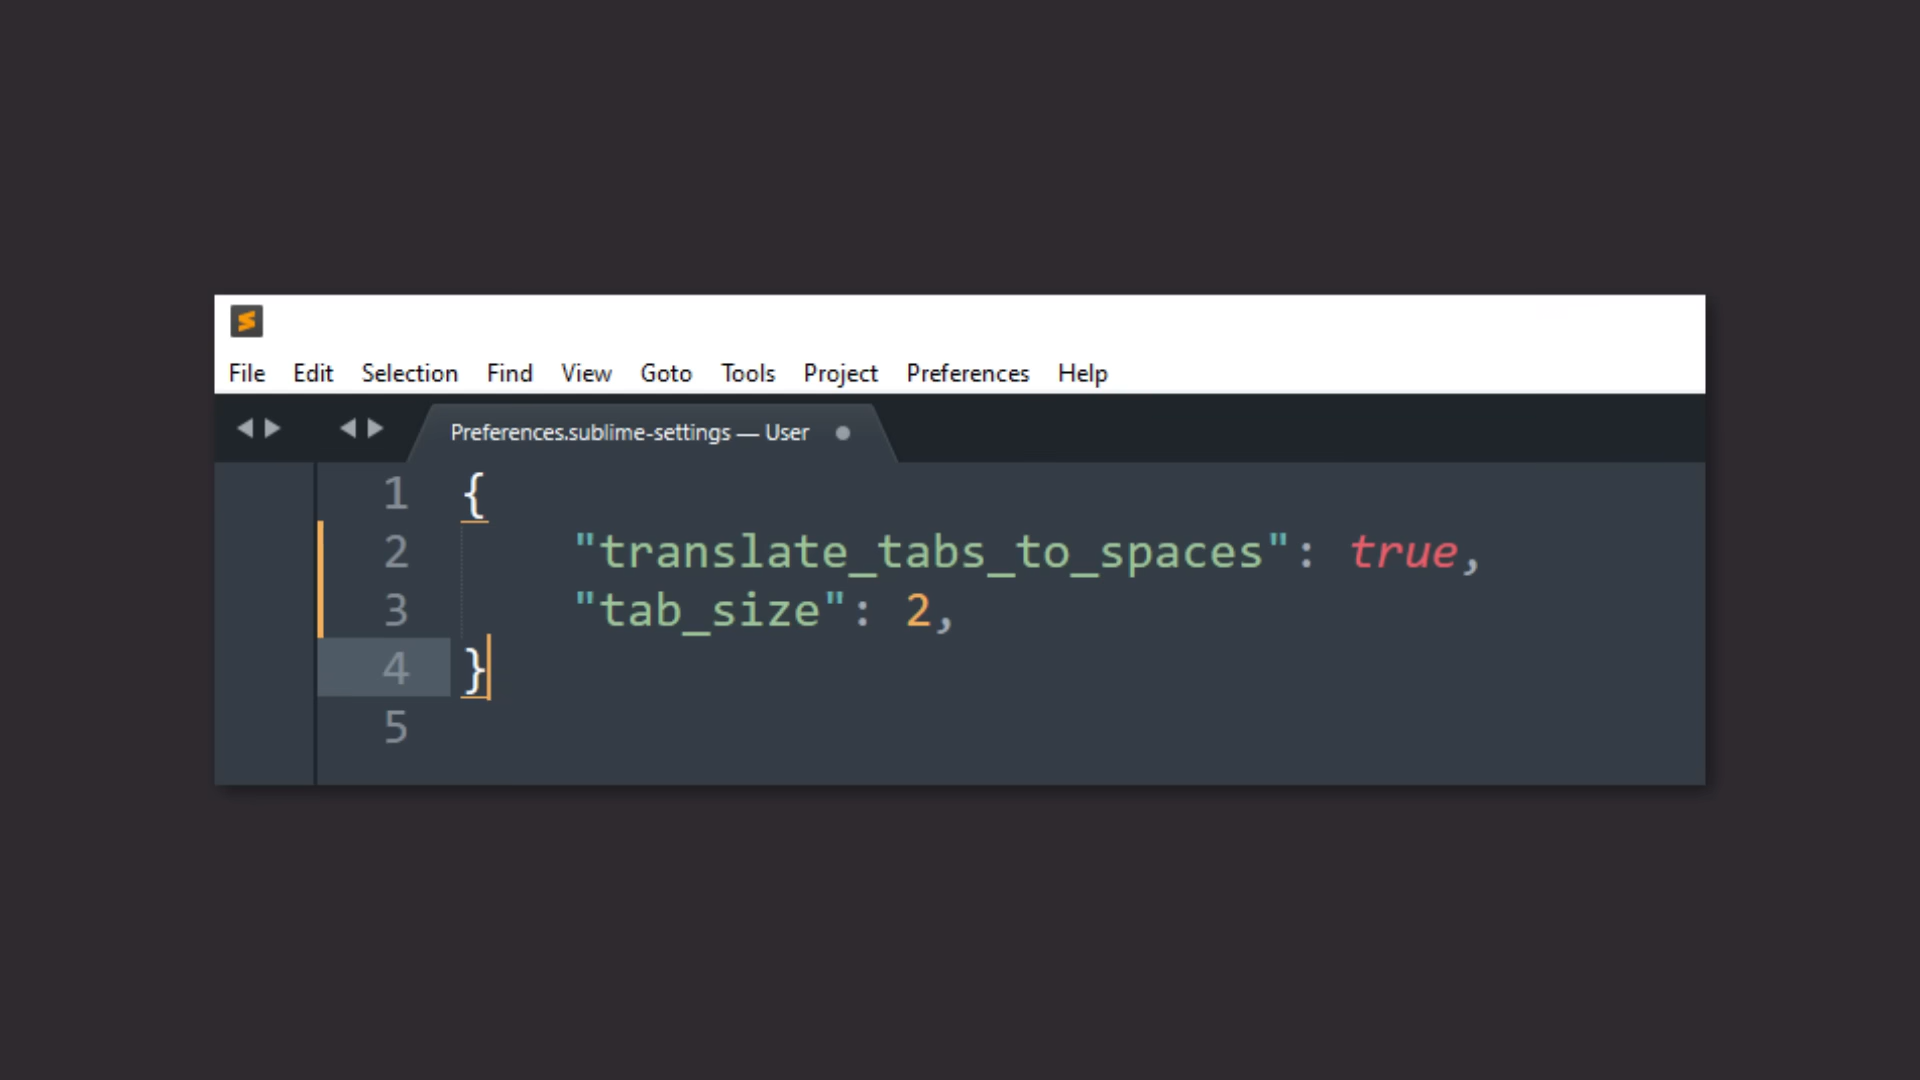 File Edit Selection Find View Goto Tools Project Preferences Help
Preferences.sublime-settings — User
1 {
2 "translate_tabs_to_spaces": true,
3 "tab_size": 2,
4 }
5